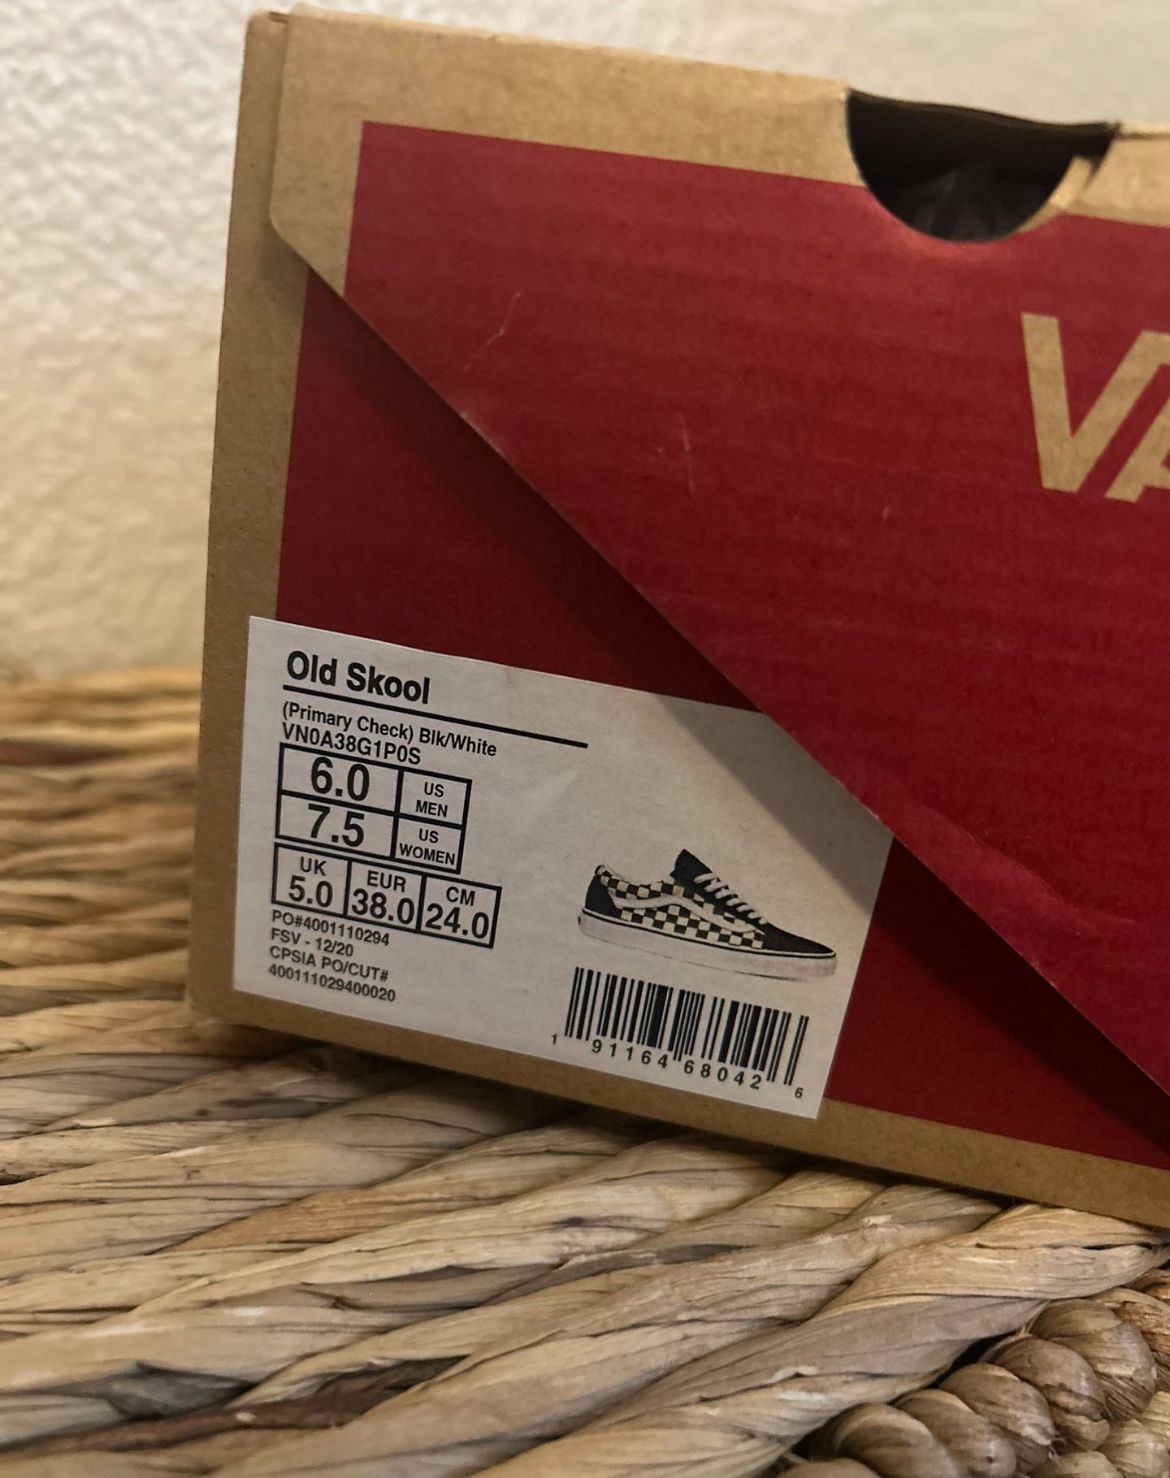 VA
Old Skool
(Primary Check) Blk/White
VN0A38G1P0S
6.0 US MEN
7.5 US WOMEN
UK EUR CM
5.0 38.0 24.0
PO#4001110294
FSV - 12/20
CPSIA PO/CUT#
400111029400020
1 91164 68042 6